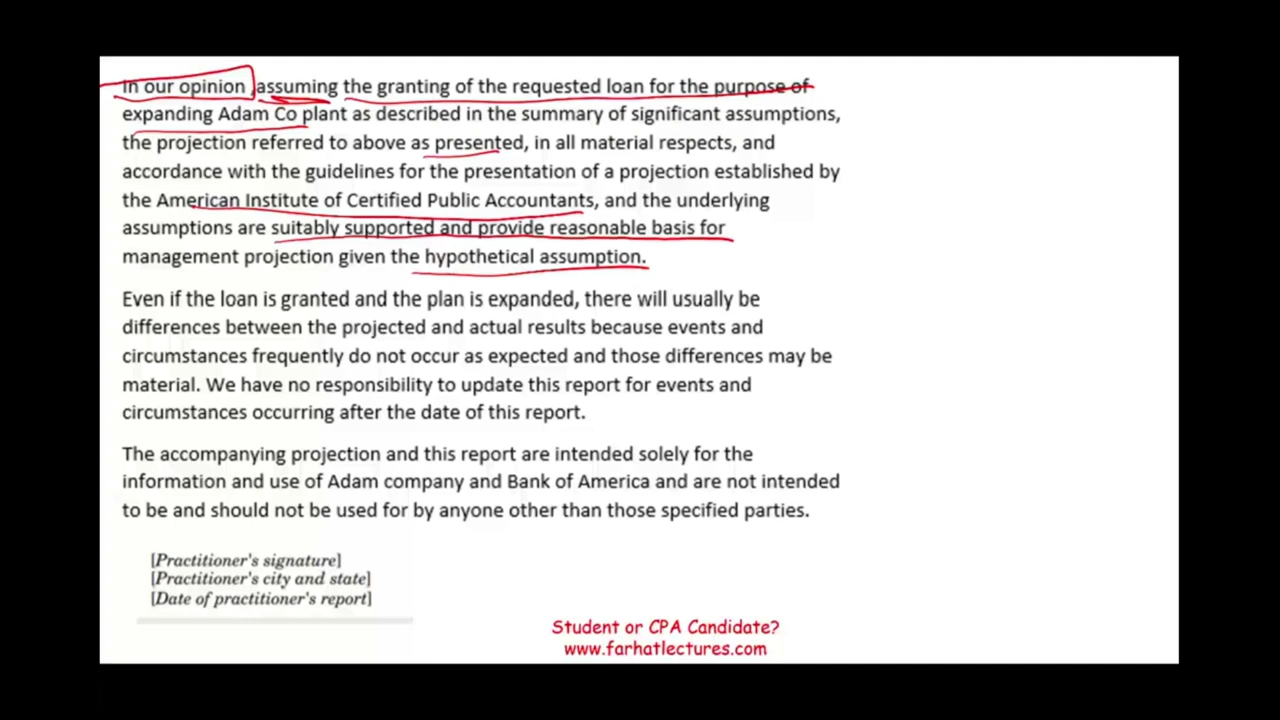 In our opinion ,assuming the granting of the requested loan for the purpose of
expanding Adam Co plant as described in the summary of significant assumptions,
the projection referred to above as presented, in all material respects, and
accordance with the guidelines for the presentation of a projection established by
the American Institute of Certified Public Accountants, and the underlying
assumptions are suitably supported and provide reasonable basis for
management projection given the hypothetical assumption.
Even if the loan is granted and the plan is expanded, there will usually be
differences between the projected and actual results because events and
circumstances frequently do not occur as expected and those differences may be
material. We have no responsibility to update this report for events and
circumstances occurring after the date of this report.
The accompanying projection and this report are intended solely for the
information and use of Adam company and Bank of America and are not intended
to be and should not be used for by anyone other than those specified parties.
[Practitioner's signature]
[Practitioner's city and state]
[Date of practitioner's report]
Student or CPA Candidate?
www.farhatlectures.com